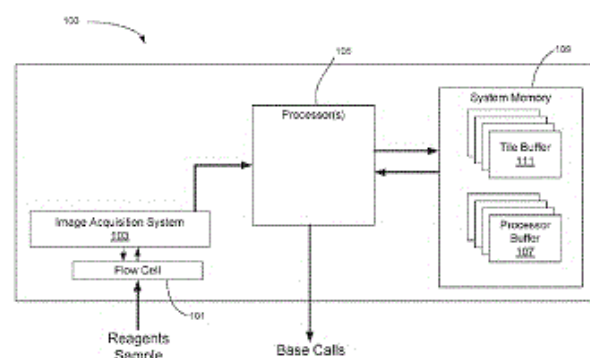 100
105
109
System Memory
Processor(s)
Tile Buffer
111
Image Acquisition System
103
Processor
Buffer
107
Flow Cell
101
Reagents
Sample
Base Calls